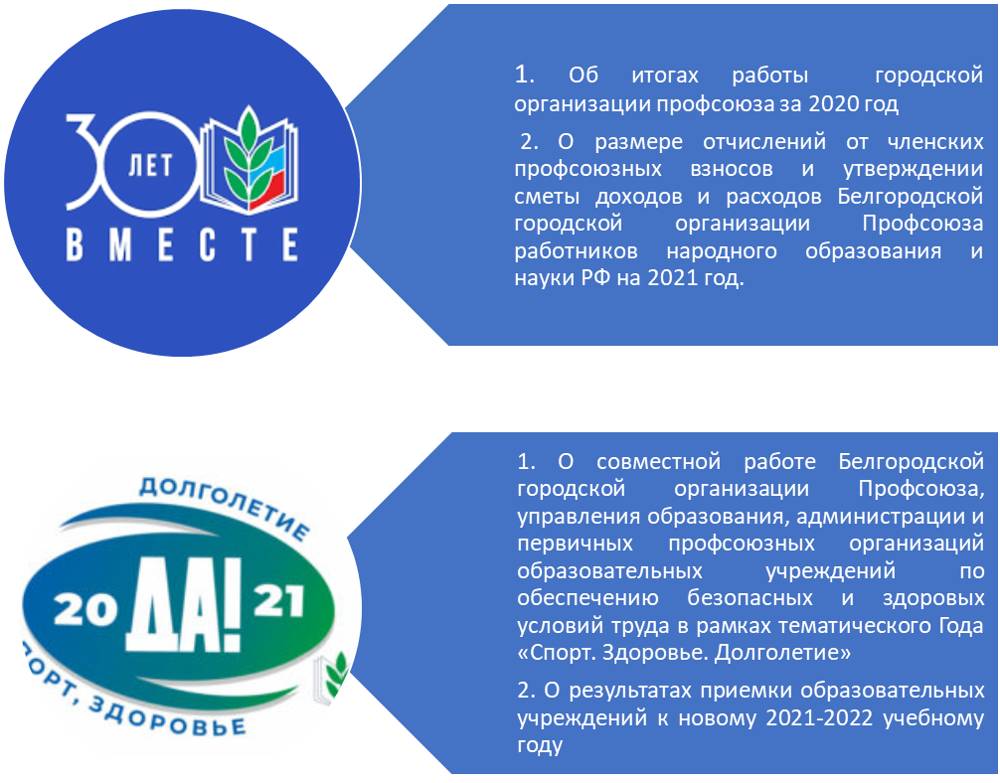 30 ЛЕТ
ВМЕСТЕ
1. Об итогах работы городской
организации профсоюза за 2020 год
2. О размере отчислений от членских
профсоюзных взносов и утверждении
сметы доходов и расходов Белгородской
городской организации Профсоюза
работников народного образования и
науки РФ на 2021 год.
ДОЛГОЛЕТИЕ
20 ДА! 21
ПОРТ, ЗДОРОВЬЕ
1. О совместной работе Белгородской
городской организации Профсоюза,
управления образования, администрации и
первичных профсоюзных организаций
образовательных учреждений по
обеспечению безопасных и здоровых
условий труда в рамках тематического Года
«Спорт. Здоровье. Долголетие»
2. О результатах приемки образовательных
учреждений к новому 2021-2022 учебному
году